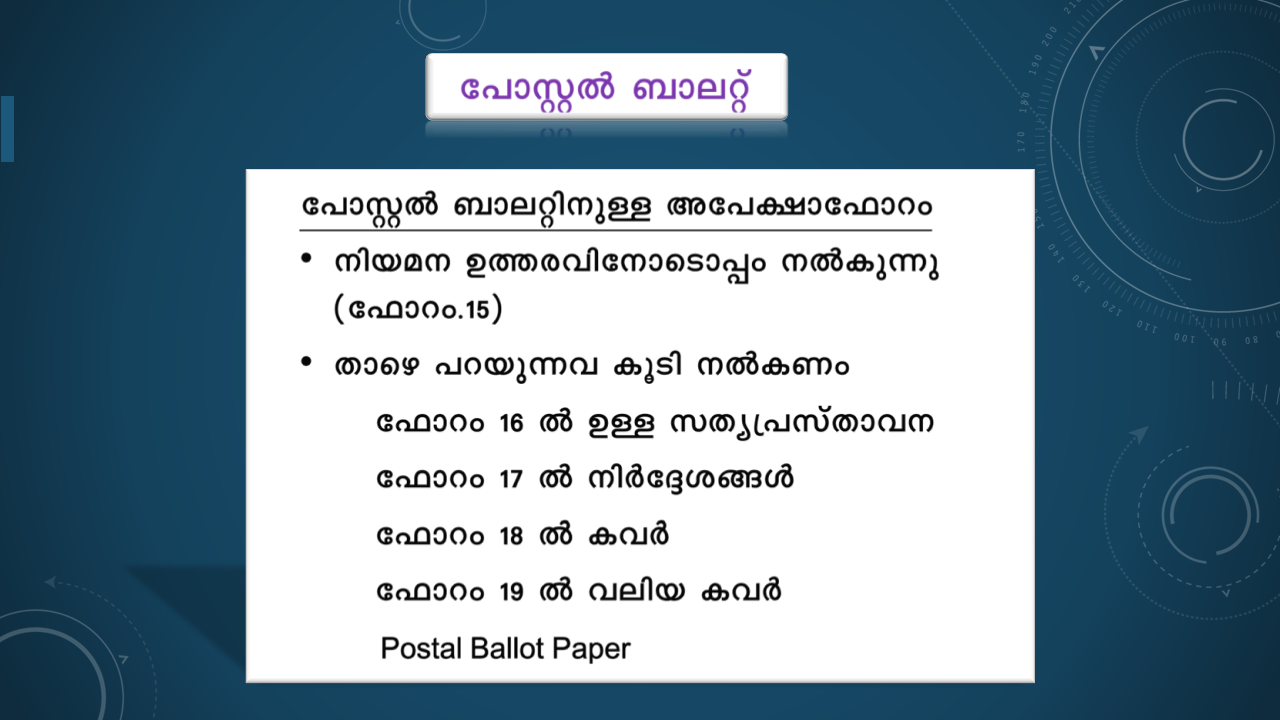 പോസ്റ്റൽ ബാലറ്റ്
പോസ്റ്റൽ ബാലറ്റിനുള്ള അപേക്ഷാഫോറം
• നിയമന ഉത്തരവിനോടൊപ്പം നൽകുന്നു
(ഫോറം.15)
• താഴെ പറയുന്നവ കൂടി നൽകണം
ഫോറം 16 ൽ ഉള്ള സത്യപ്രസ്താവന
ഫോറം 17 ൽ നിർദ്ദേശങ്ങൾ
ഫോറം 18 ൽ കവർ
ഫോറം 19 ൽ വലിയ കവർ
Postal Ballot Paper